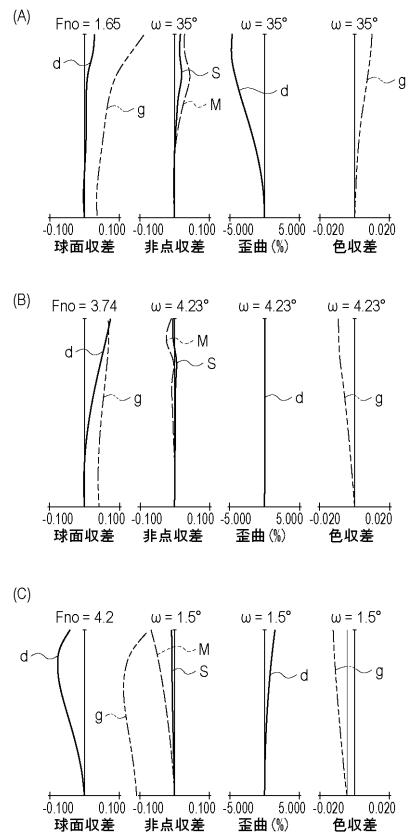 (A)
Fno = 1.65 ω = 35° ω = 35° ω = 35°
d g S M d g
-0.100 0.100 -0.100 0.100 -5.000 5.000 -0.020 0.020
球面収差 非点収差 歪曲(%) 色収差
(B)
Fno = 3.74 ω = 4.23° ω = 4.23° ω = 4.23°
d g M S d g
-0.100 0.100 -0.100 0.100 -5.000 5.000 -0.020 0.020
球面収差 非点収差 歪曲(%) 色収差
(C)
Fno = 4.2 ω = 1.5° ω = 1.5° ω = 1.5°
d g M S d g
-0.100 0.100 -0.100 0.100 -5.000 5.000 -0.020 0.020
球面収差 非点収差 歪曲(%) 色収差